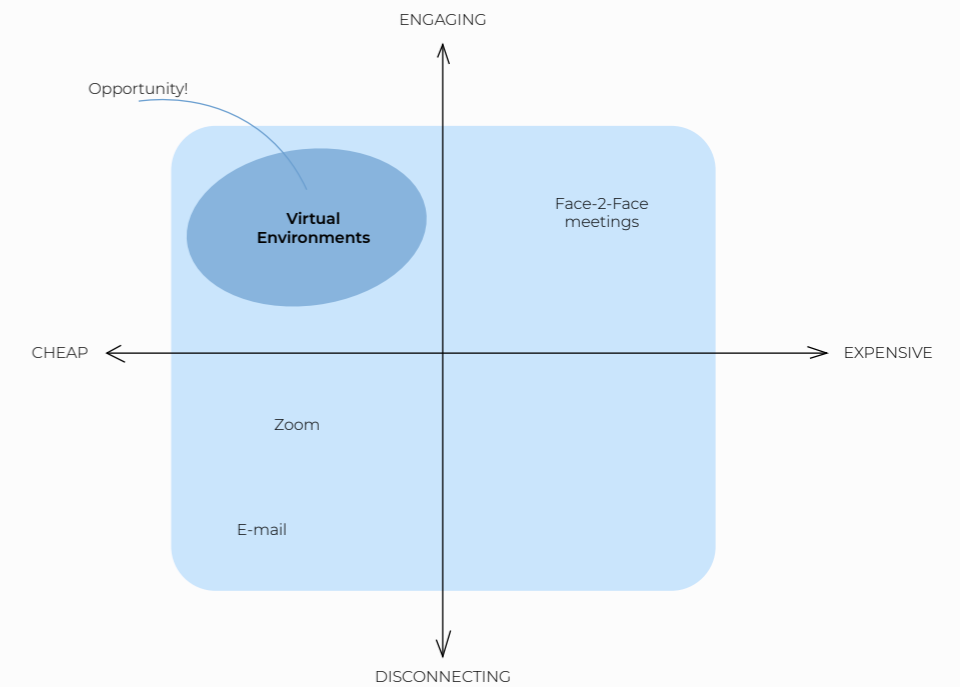 ENGAGING
Opportunity!
Face-2-Face
meetings
Virtual
Environments
CHEAP
EXPENSIVE
Zoom
E-mail
DISCONNECTING